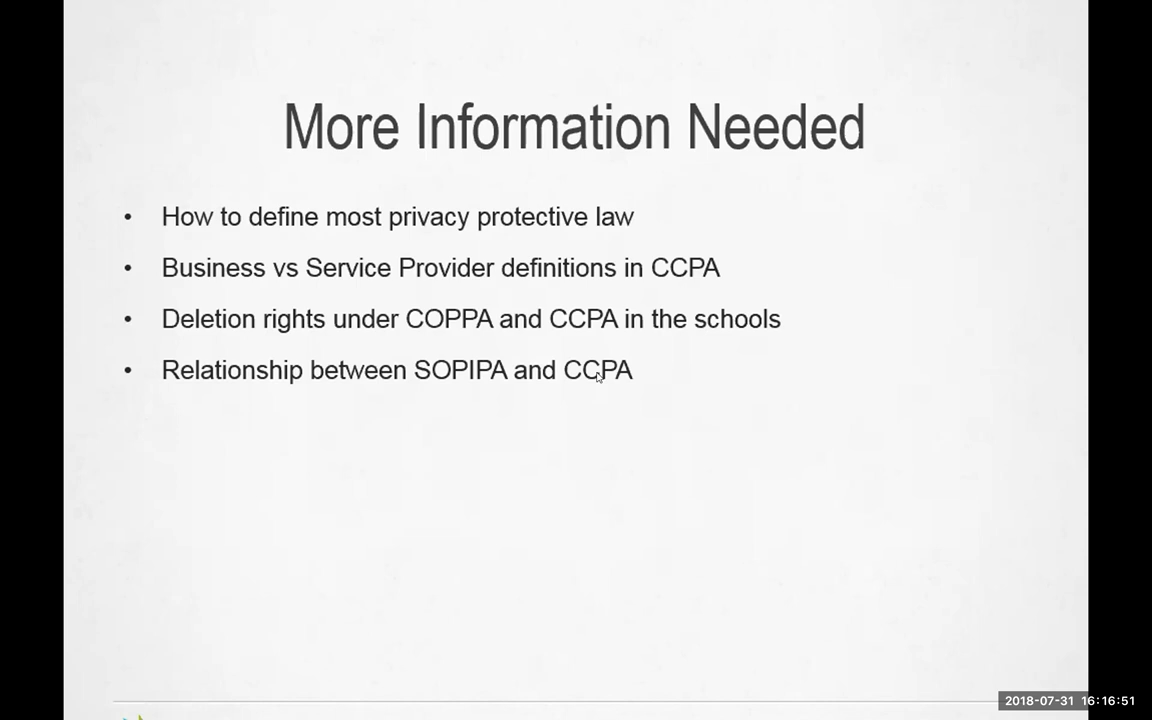 More Information Needed
• How to define most privacy protective law
• Business vs Service Provider definitions in CCPA
• Deletion rights under COPPA and CCPA in the schools
• Relationship between SOPIPA and CCPA
2018-07-31 16:16:51